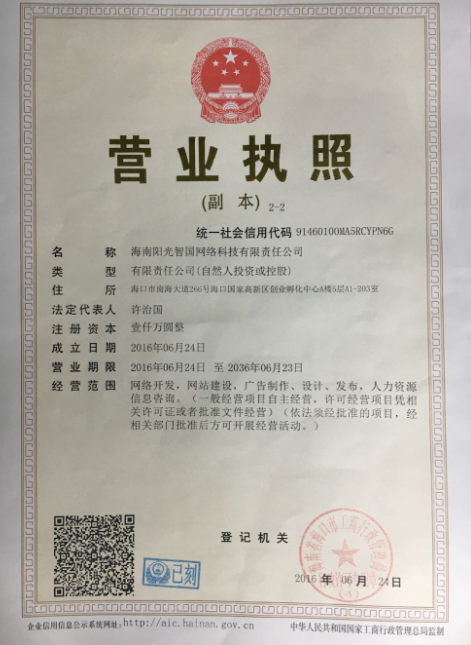 营业执照
(副 本) 2-2
统一社会信用代码 91460100MA5RCYPN6G
名 称 海南阳光智国网络科技有限责任公司
类 型 有限责任公司(自然人投资或控股)
住 所 海口市南海大道266号海口国家高新区创业孵化中心A楼5层A1-203室
法定代表人 许治国
注册资本 壹仟万圆整
成立日期 2016年06月24日
营业期限 2016年06月24日 至 2036年06月23日
经营范围 网络开发，网站建设，广告制作、设计、发布，人力资源
信息咨询。（一般经营项目自主经营，许可经营项目凭相
关许可证或者批准文件经营）（依法须经批准的项目，经
相关部门批准后方可开展经营活动。）
登记机关
海南省海口市工商行政管理局
已刻
2016 年 06 月 24 日
企业信用信息公示系统网址:http://aic.hainan.gov.cn
中华人民共和国国家工商行政管理总局监制